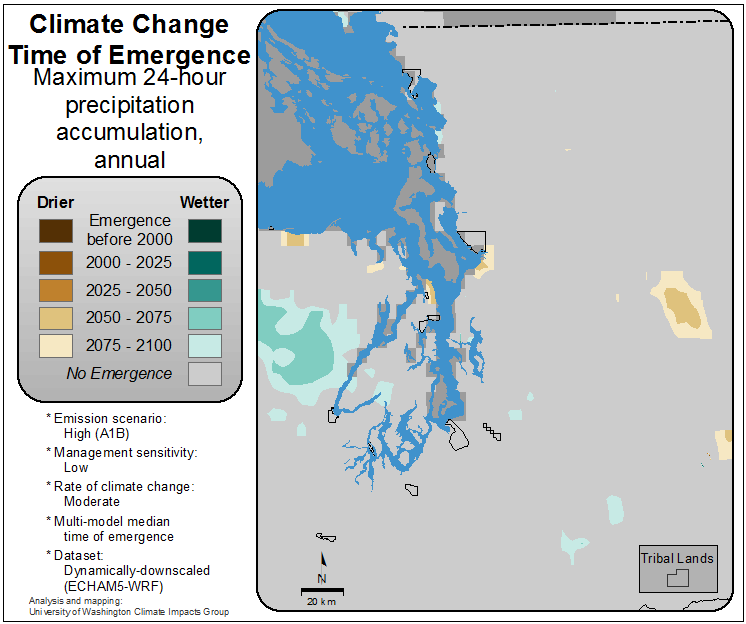 Climate Change
Time of Emergence
Maximum 24-hour
precipitation
accumulation,
annual
Drier
Wetter
Emergence
before 2000
2000 - 2025
2025 - 2050
2050 - 2075
2075 - 2100
No Emergence
* Emission scenario:
High (A1B)
* Management sensitivity:
Low
* Rate of climate change:
Moderate
* Multi-model median
time of emergence
* Dataset:
Dynamically-downscaled
(ECHAM5-WRF)
Analysis and mapping:
University of Washington Climate Impacts Group
N
20 km
Tribal Lands